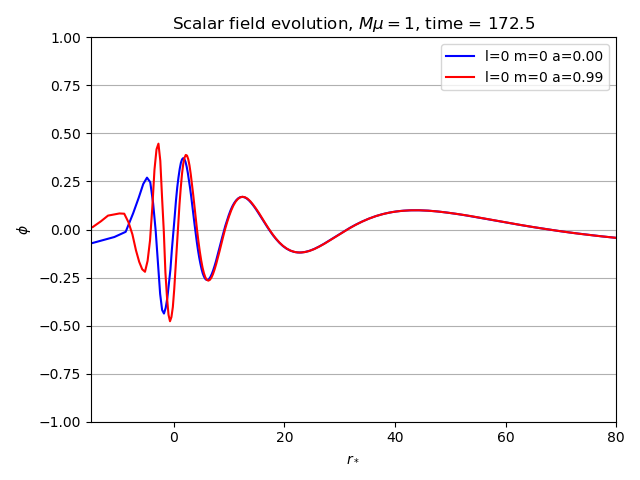 Scalar field evolution, Mμ = 1, time = 172.5
1.00
0.75
0.50
0.25
0.00
−0.25
−0.50
−0.75
−1.00
ϕ
l=0 m=0 a=0.00
l=0 m=0 a=0.99
0 20 40 60 80
r*